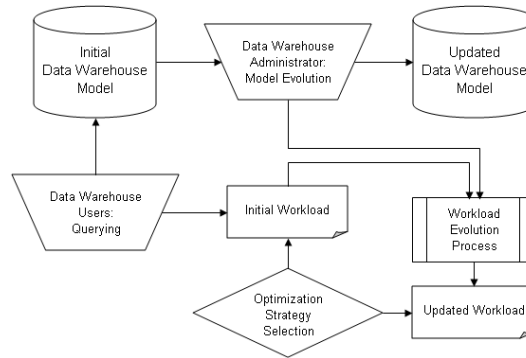 Initial
Data Warehouse
Model
Data Warehouse
Administrator:
Model Evolution
Updated
Data Warehouse
Model
Data Warehouse
Users:
Querying
Initial Workload
Workload
Evolution
Process
Optimization
Strategy
Selection
Updated Workload